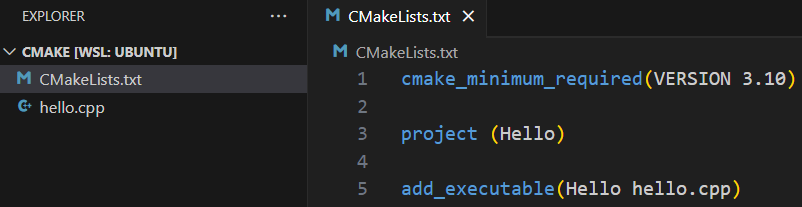 EXPLORER
CMAKE [WSL: UBUNTU]
CMakeLists.txt
hello.cpp
CMakeLists.txt
CMakeLists.txt
1 cmake_minimum_required(VERSION 3.10)
2
3 project (Hello)
4
5 add_executable(Hello hello.cpp)